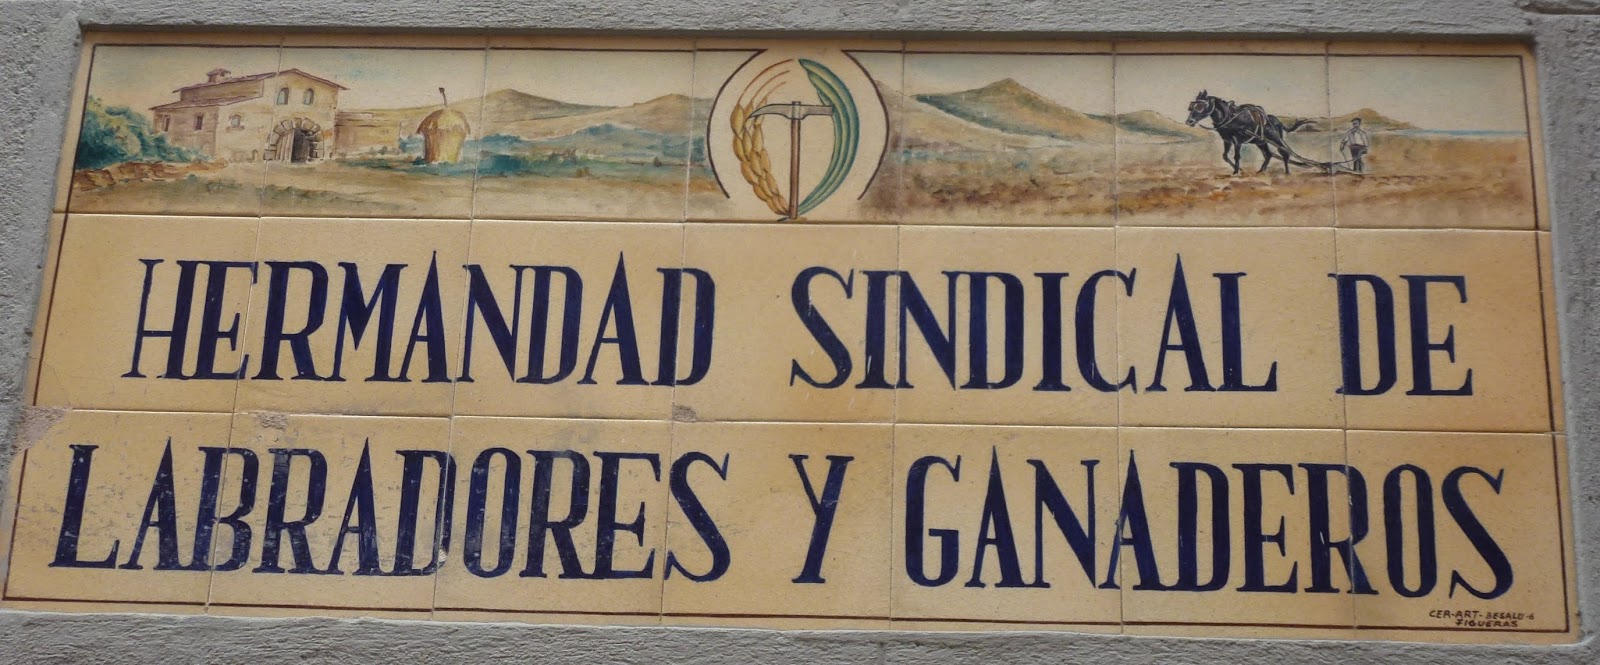 HERMANDAD SINDICAL DE
LABRADORES Y GANADEROS
CER-ART-BESALÚ-6
FIGUERAS